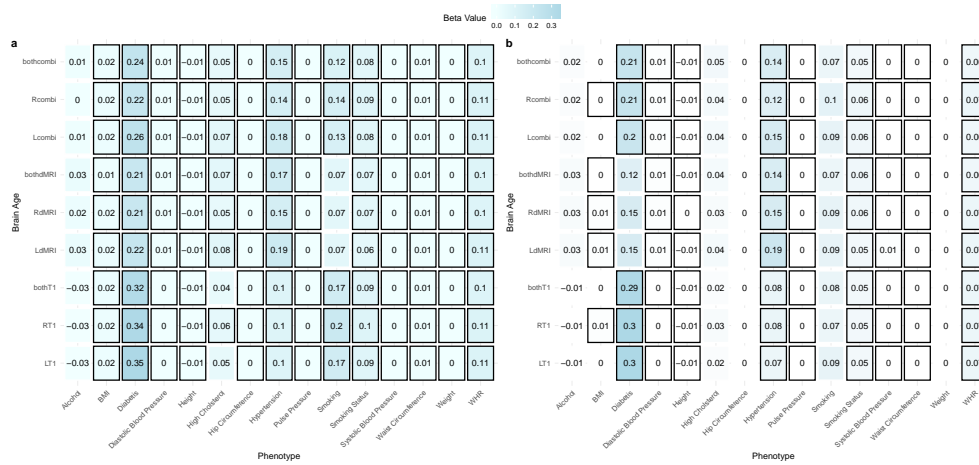 Beta Value
0.0 0.1 0.2 0.3
a
b
Brain Age
bothcombi 0.01 0.02 0.24 0.01 −0.01 0.05 0 0.15 0 0.12 0.08 0 0.01 0 0.1
Rcombi 0 0.02 0.22 0.01 −0.01 0.05 0 0.14 0 0.14 0.09 0 0.01 0 0.11
Lcombi 0.01 0.02 0.26 0.01 −0.01 0.07 0 0.18 0 0.13 0.08 0 0.01 0 0.11
bothdMRI 0.03 0.01 0.21 0.01 −0.01 0.07 0 0.17 0 0.07 0.07 0 0.01 0 0.1
RdMRI 0.02 0.01 0.21 0.01 −0.01 0.05 0 0.15 0 0.07 0.07 0 0.01 0 0.1
LdMRI 0.03 0.01 0.22 0.01 −0.01 0.08 0 0.19 0 0.07 0.06 0 0.01 0 0.11
bothT1 −0.03 0.02 0.32 0 −0.01 0.04 0 0.1 0 0.17 0.09 0 0.01 0 0.1
RT1 −0.03 0.02 0.34 0 −0.01 0.06 0 0.1 0 0.2 0.1 0 0.01 0 0.11
LT1 −0.03 0.02 0.35 0 −0.01 0.05 0 0.1 0 0.17 0.09 0 0.01 0 0.11
Alcohol
BMI
Diabetes
Diastolic Blood Pressure
Height
High Cholsterol
Hip Circumference
Hypertension
Pulse Pressure
Smoking
Smoking Status
Systolic Blood Pressure
Waist Circumference
Weight
WHR
Phenotype
Brain Age
bothcombi 0.02 0 0.21 0.01 −0.01 0.05 0 0.14 0 0.07 0.05 0 0 0
Rcombi 0.02 0 0.21 0 −0.01 0.04 0 0.12 0 0.1 0.06 0 0 0
Lcombi 0.02 0 0.2 0.01 −0.01 0.04 0 0.15 0 0.09 0.06 0 0 0
bothdMRI 0.03 0 0.12 0.01 −0.01 0.04 0 0.14 0 0.07 0.06 0 0 0
RdMRI 0.03 0.01 0.15 0.01 0 0.03 0 0.15 0 0.09 0.06 0 0 0
LdMRI 0.03 0.01 0.15 0.01 −0.01 0.04 0 0.19 0 0.09 0.05 0.01 0 0
bothT1 −0.01 0 0.29 0 −0.01 0.02 0 0.08 0 0.08 0.05 0 0 0
RT1 −0.01 0.01 0.3 0 −0.01 0.03 0 0.08 0 0.07 0.05 0 0 0
LT1 −0.01 0 0.3 0 −0.01 0.02 0 0.07 0 0.09 0.05 0 0 0
Alcohol
BMI
Diabetes
Diastolic Blood Pressure
Height
High Cholsterol
Hip Circumference
Hypertension
Pulse Pressure
Smoking
Smoking Status
Systolic Blood Pressure
Waist Circumference
Weight
WHR
Phenotype